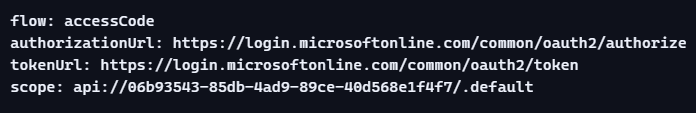 flow: accessCode
authorizationUrl: https://login.microsoftonline.com/common/oauth2/authorize
tokenUrl: https://login.microsoftonline.com/common/oauth2/token
scope: api://06b93543-85db-4ad9-89ce-40d568e1f4f7/.default